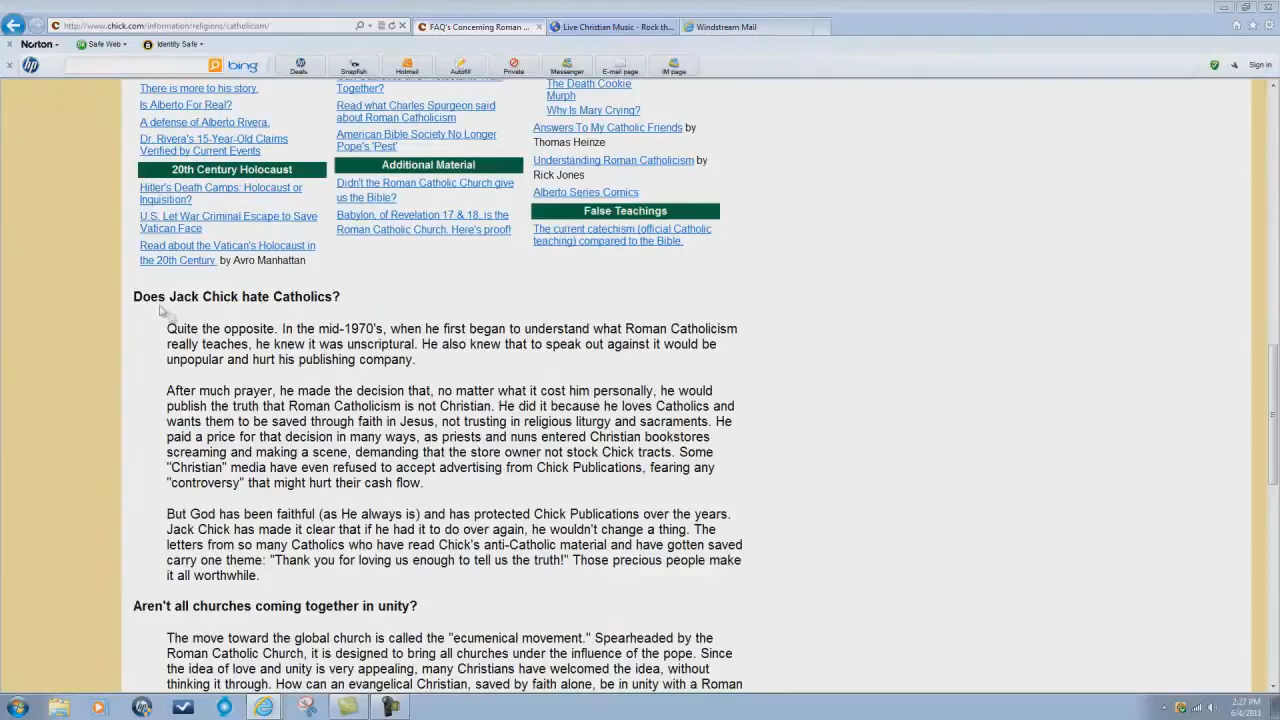 http://www.chick.com/information/religions/catholicism/
FAQ's Concerning Roman ...
Live Christian Music - Rock th...
Windstream Mail
Norton
Safe Web
Identity Safe
bing
Deals
Snapfish
Hotmail
Autofill
Private
Messenger
E-mail page
IM page
Sign in
There is more to his story.
Is Alberto For Real?
A defense of Alberto Rivera.
Dr. Rivera's 15-Year-Old Claims
Verified by Current Events
20th Century Holocaust
Hitler's Death Camps: Holocaust or
Inquisition?
U.S. Let War Criminal Escape to Save
Vatican Face
Read about the Vatican's Holocaust in
the 20th Century. by Avro Manhattan
Together?
Read what Charles Spurgeon said
about Roman Catholicism
American Bible Society No Longer
Pope's 'Pest'
Additional Material
Didn't the Roman Catholic Church give
us the Bible?
Babylon, of Revelation 17 & 18, is the
Roman Catholic Church. Here's proof!
The Death Cookie
Murph
Why Is Mary Crying?
Answers To My Catholic Friends by
Thomas Heinze
Understanding Roman Catholicism by
Rick Jones
Alberto Series Comics
False Teachings
The current catechism (official Catholic
teaching) compared to the Bible.
Does Jack Chick hate Catholics?
Quite the opposite. In the mid-1970's, when he first began to understand what Roman Catholicism
really teaches, he knew it was unscriptural. He also knew that to speak out against it would be
unpopular and hurt his publishing company.
After much prayer, he made the decision that, no matter what it cost him personally, he would
publish the truth that Roman Catholicism is not Christian. He did it because he loves Catholics and
wants them to be saved through faith in Jesus, not trusting in religious liturgy and sacraments. He
paid a price for that decision in many ways, as priests and nuns entered Christian bookstores
screaming and making a scene, demanding that the store owner not stock Chick tracts. Some
"Christian" media have even refused to accept advertising from Chick Publications, fearing any
"controversy" that might hurt their cash flow.
But God has been faithful (as He always is) and has protected Chick Publications over the years.
Jack Chick has made it clear that if he had it to do over again, he wouldn't change a thing. The
letters from so many Catholics who have read Chick's anti-Catholic material and have gotten saved
carry one theme: "Thank you for loving us enough to tell us the truth!" Those precious people make
it all worthwhile.
Aren't all churches coming together in unity?
The move toward the global church is called the "ecumenical movement." Spearheaded by the
Roman Catholic Church, it is designed to bring all churches under the influence of the pope. Since
the idea of love and unity is very appealing, many Christians have welcomed the idea, without
thinking it through. How can an evangelical Christian, saved by faith alone, be in unity with a Roman
2:27 PM
6/4/2011